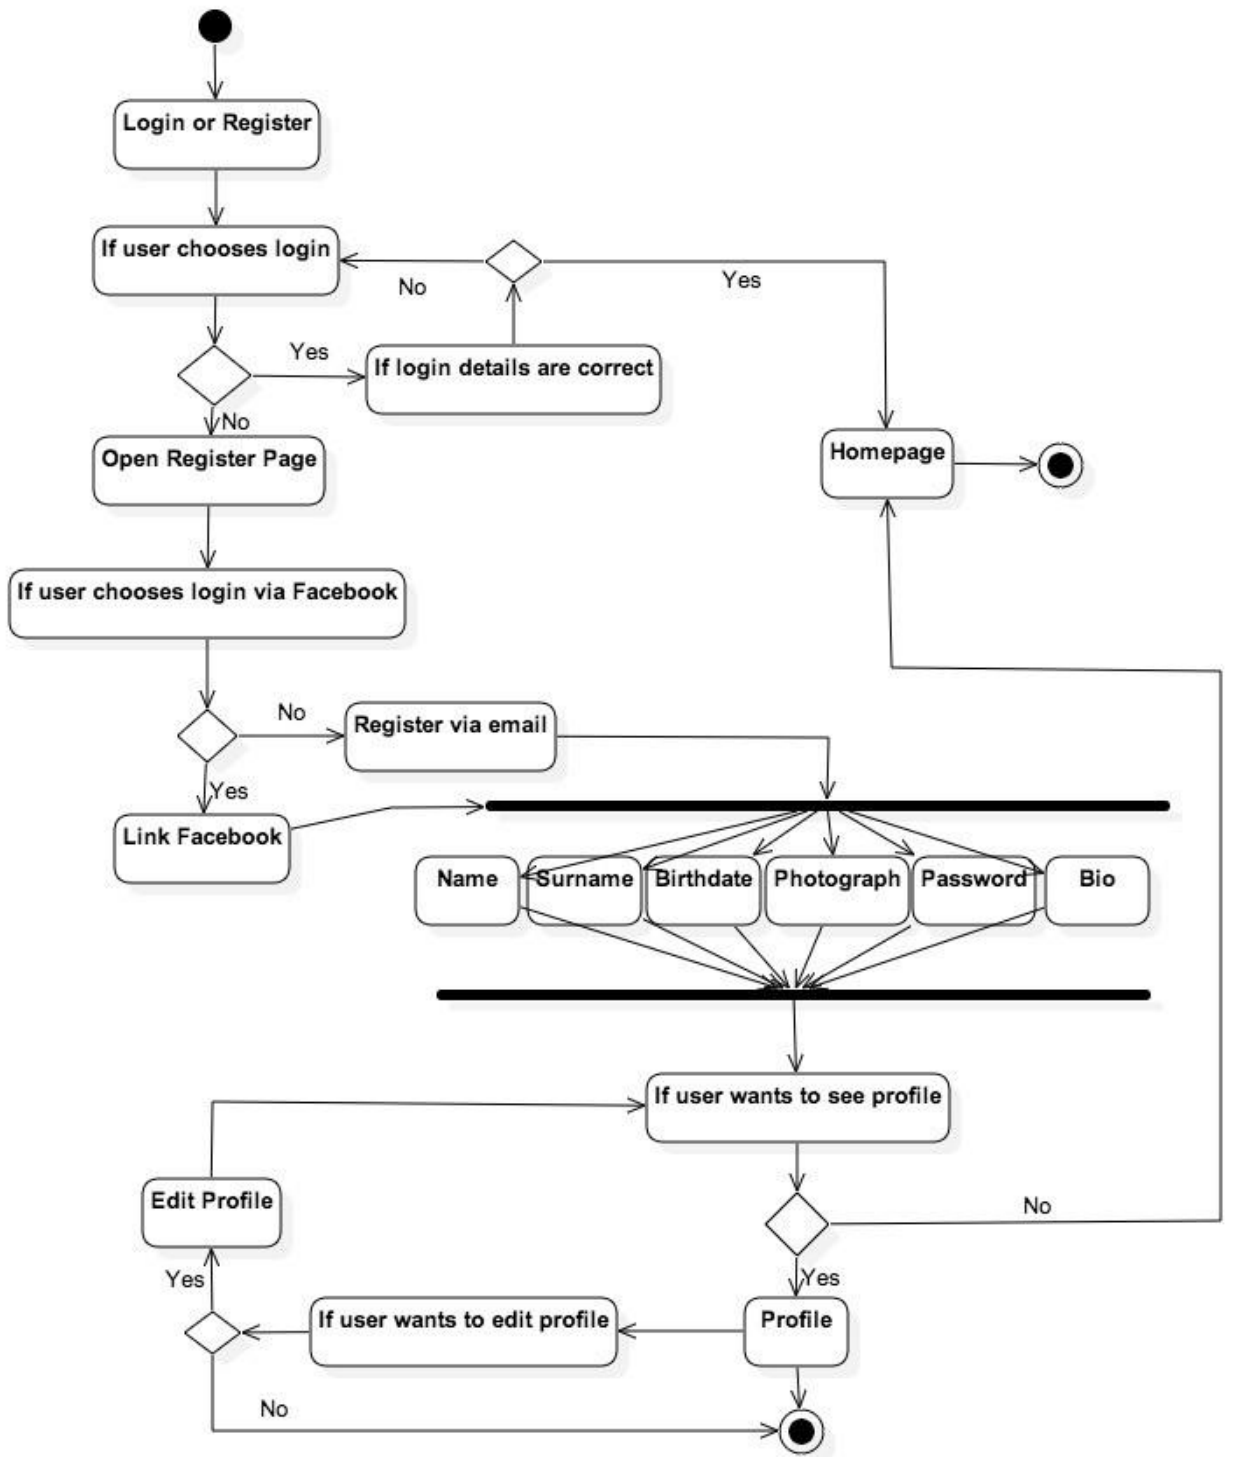 Login or Register
If user chooses login
No
Yes
Yes
If login details are correct
No
Open Register Page
Homepage
If user chooses login via Facebook
No
Register via email
Yes
Link Facebook
Name
Surname
Birthdate
Photograph
Password
Bio
If user wants to see profile
Edit Profile
No
Yes
Yes
If user wants to edit profile
Profile
No